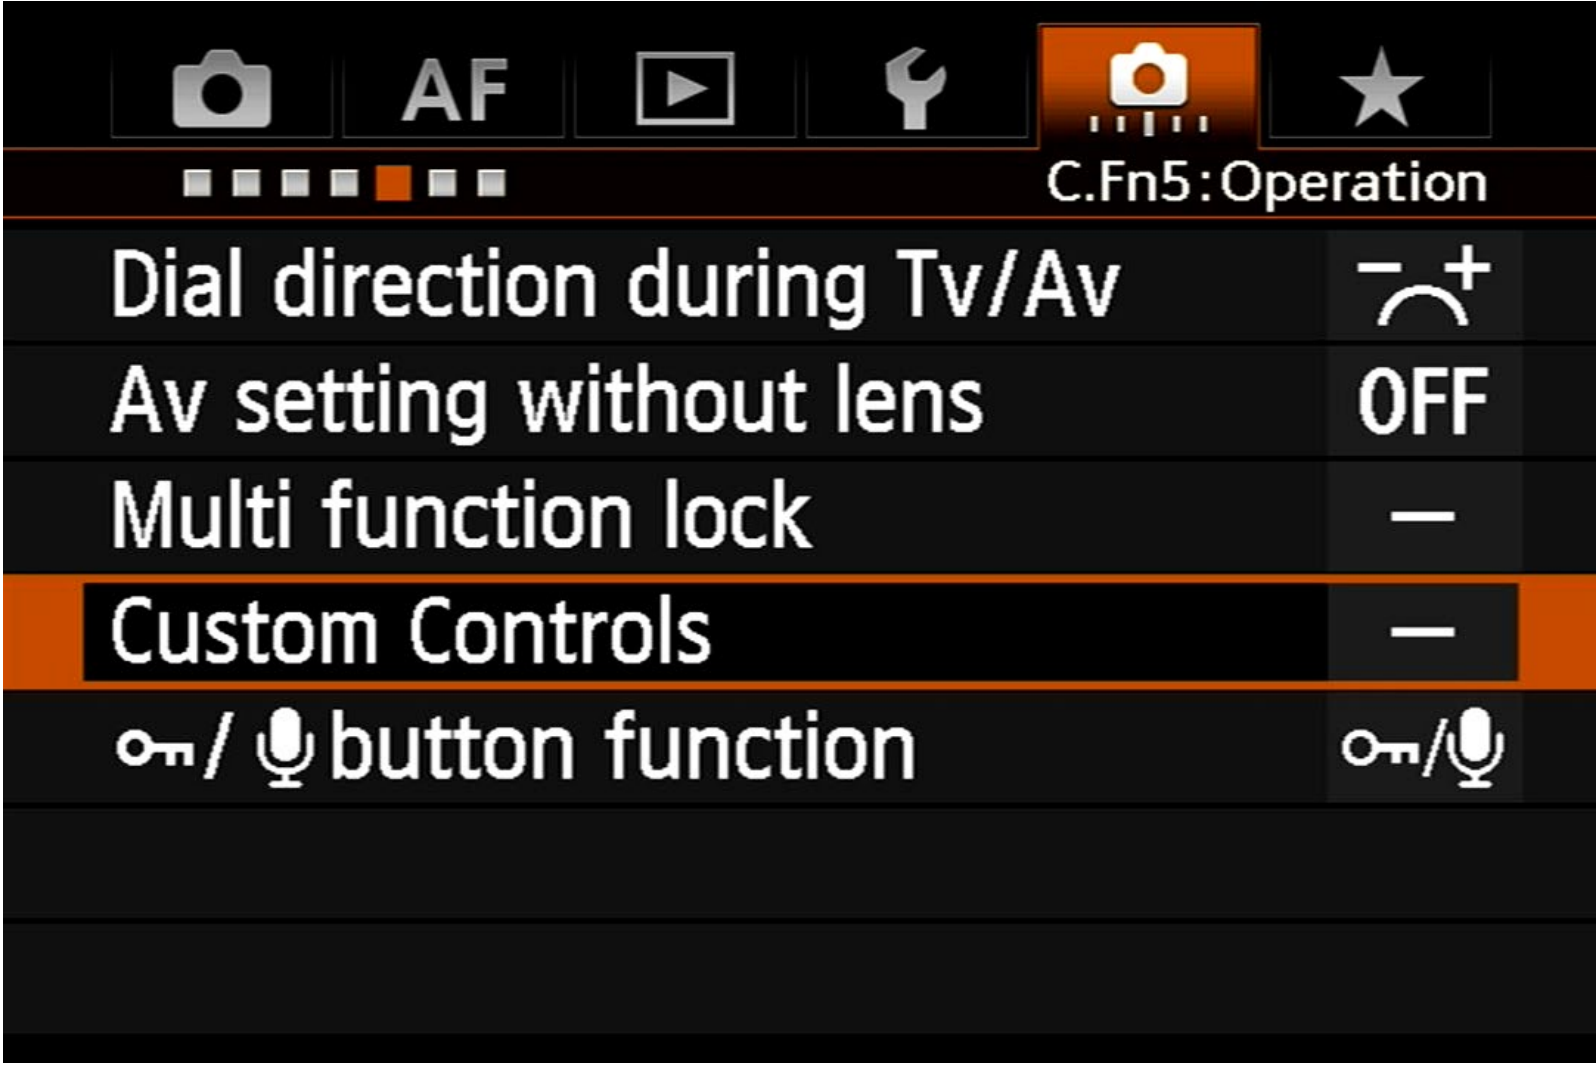 AF
C.Fn5:Operation
Dial direction during Tv/Av
- +
Av setting without lens
OFF
Multi function lock
–
Custom Controls
–
/ button function
/